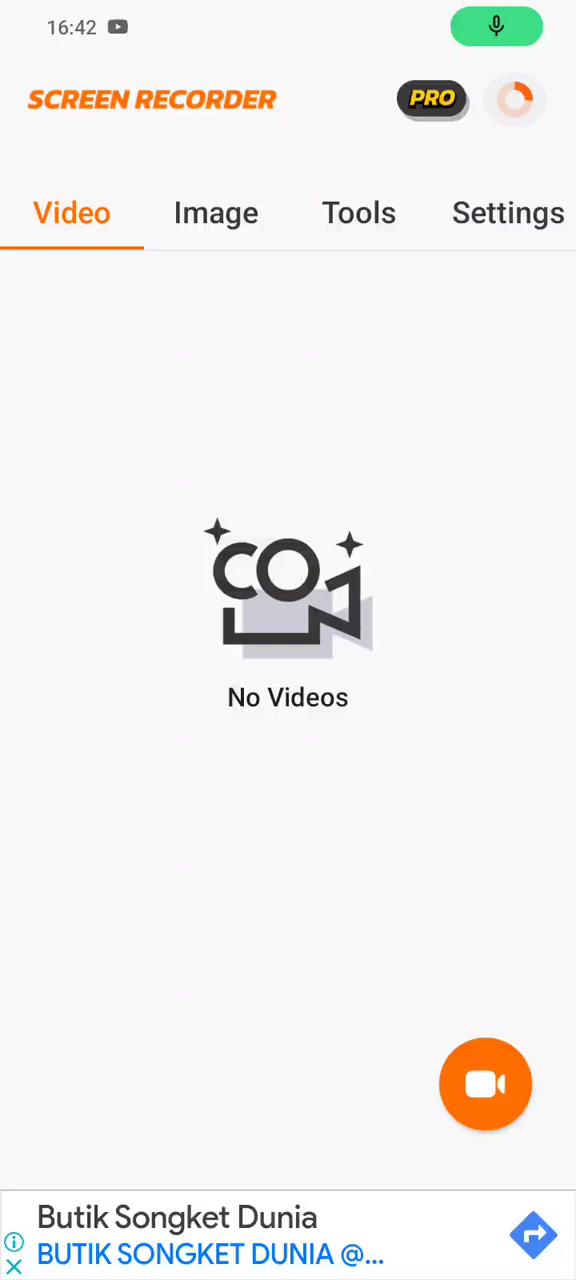 16:42
SCREEN RECORDER
PRO
Video
Image
Tools
Settings
No Videos
Butik Songket Dunia
BUTIK SONGKET DUNIA @...